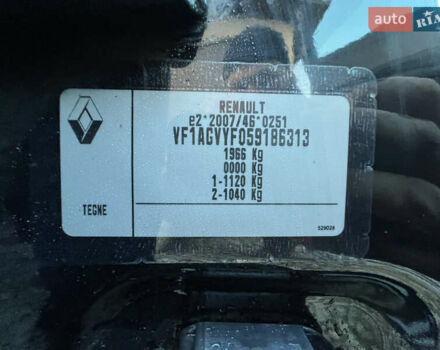 auto RIA
RENAULT
e2*2007/46*0251
VF1AGVYF059186313
1966 Kg
0000 Kg
1-1120 Kg
2-1040 Kg
TEGNE
529028